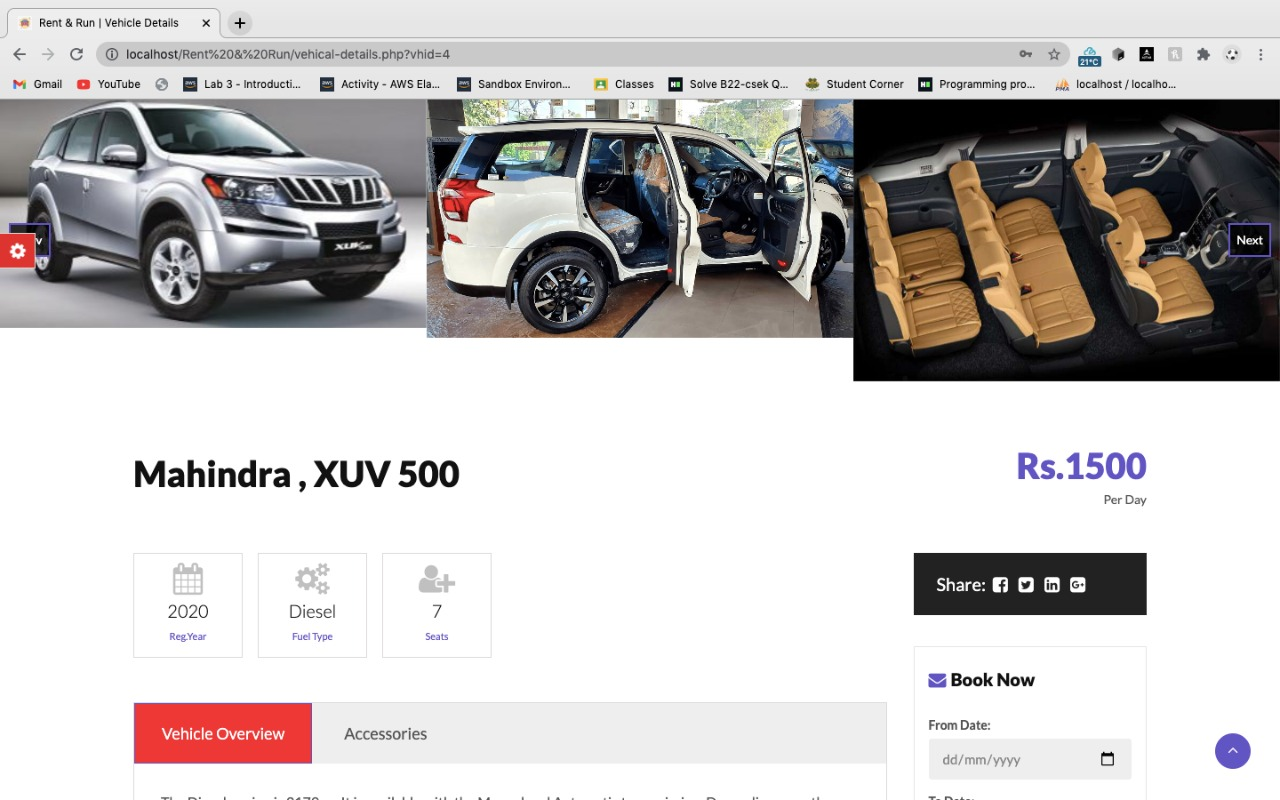 Rent & Run | Vehicle Details
localhost/Rent%20&%20Run/vehical-details.php?vhid=4
21°C
Gmail YouTube Lab 3 - Introducti... Activity - AWS Ela... Sandbox Environ... Classes Solve B22-csek Q... Student Corner Programming pro... localhost / localho...
XUV500
v
Next
Mahindra , XUV 500
Rs.1500
Per Day
2020
Reg.Year
Diesel
Fuel Type
7
Seats
Share:
Vehicle Overview
Accessories
Book Now
From Date:
dd/mm/yyyy